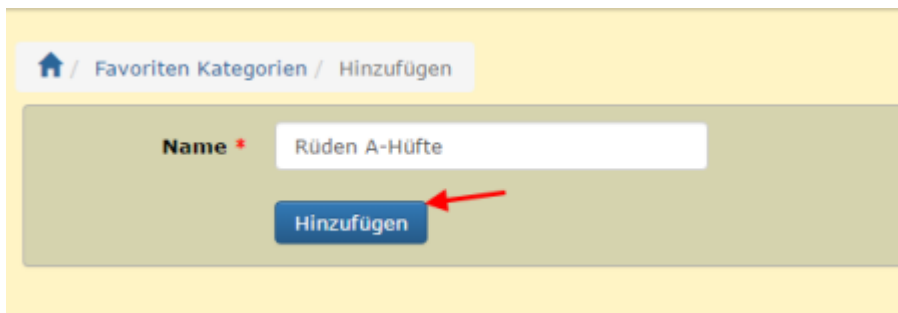 / Favoriten Kategorien / Hinzufügen
Name * Rüden A-Hüfte
Hinzufügen